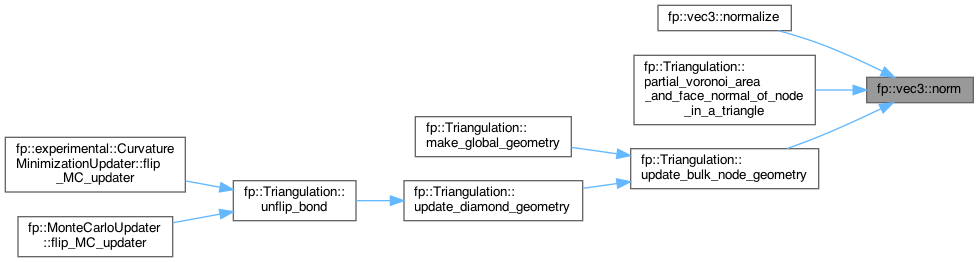 fp::vec3::normalize
fp::Triangulation::
partial_voronoi_area
_and_face_normal_of_node
_in_a_triangle
fp::vec3::norm
fp::Triangulation::
make_global_geometry
fp::Triangulation::
update_bulk_node_geometry
fp::experimental::Curvature
MinimizationUpdater::flip
_MC_updater
fp::Triangulation::
unflip_bond
fp::Triangulation::
update_diamond_geometry
fp::MonteCarloUpdater
::flip_MC_updater